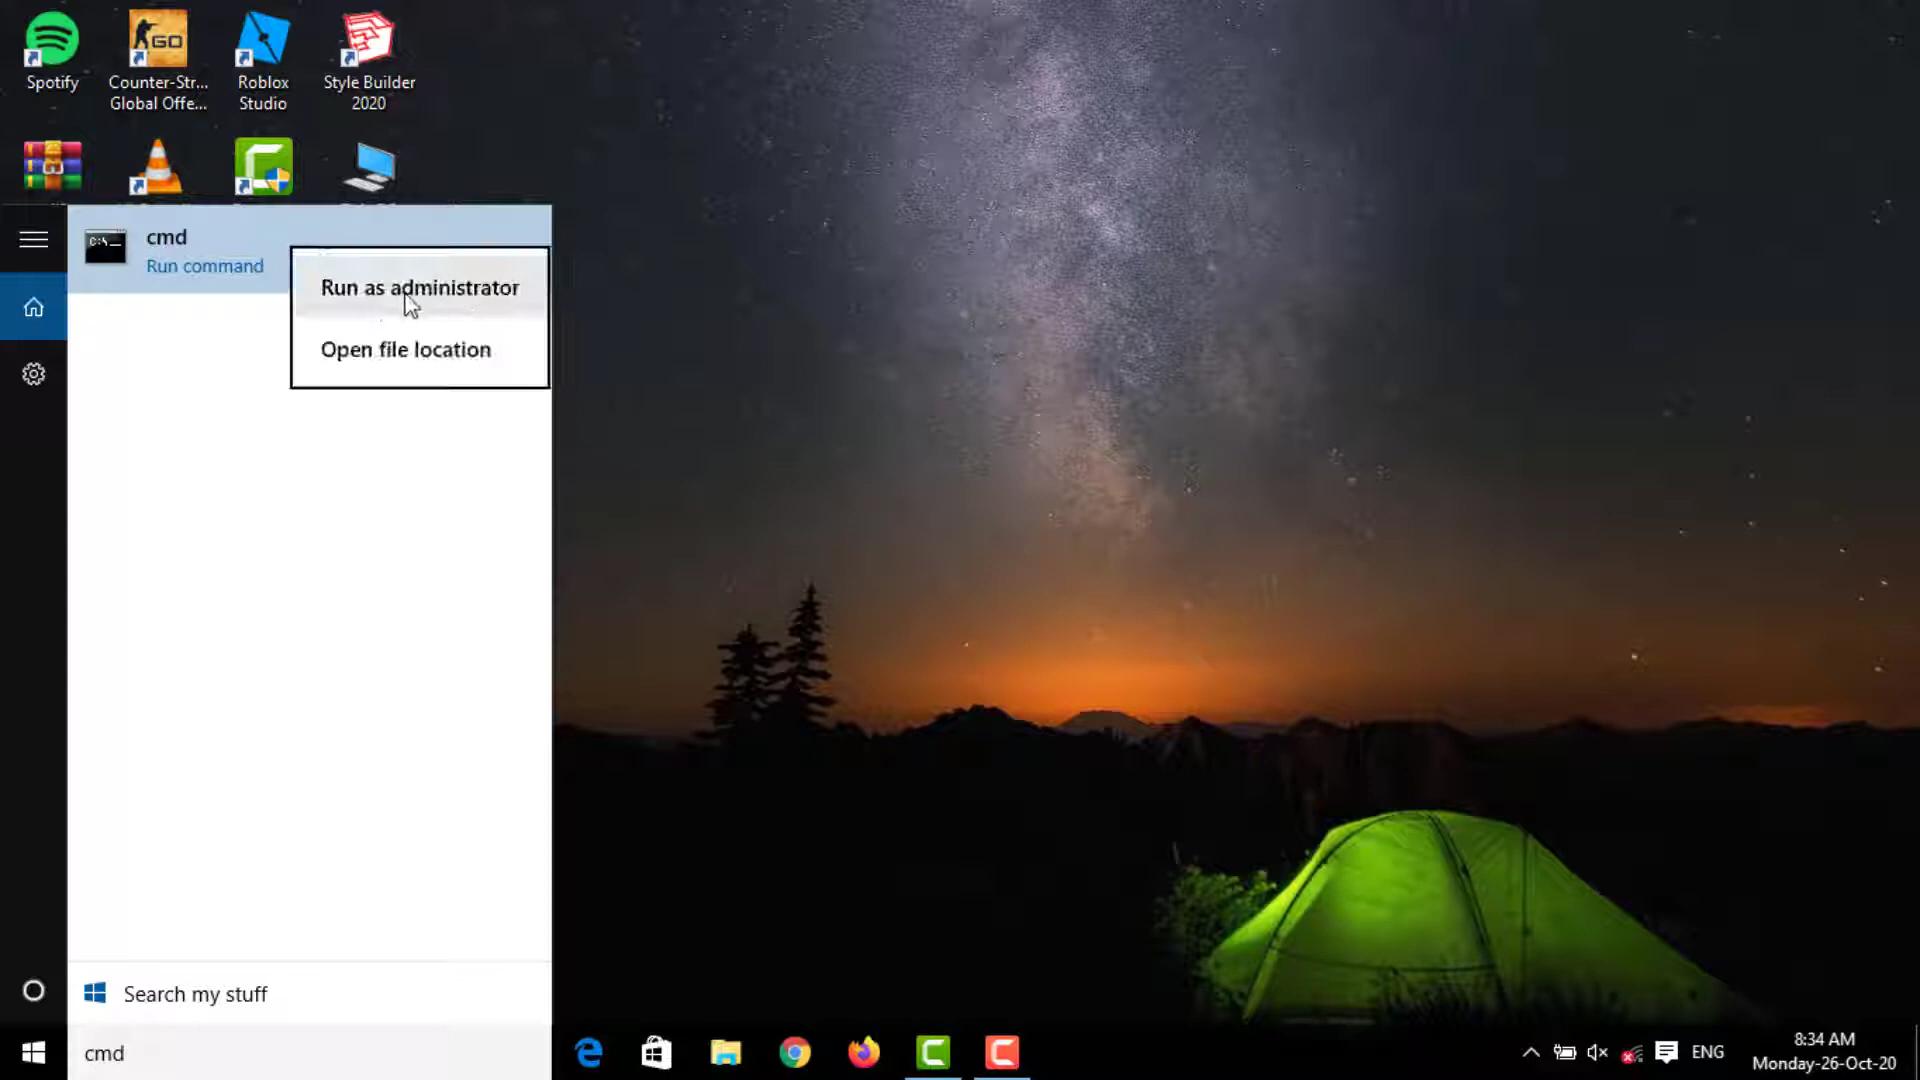 Spotify
Counter-Str...
Global Offe...
Roblox
Studio
Style Builder
2020
GO
cmd
Run command
C:\_
Run as administrator
Open file location
Search my stuff
cmd
ENG
8:34 AM
Monday-26-Oct-20